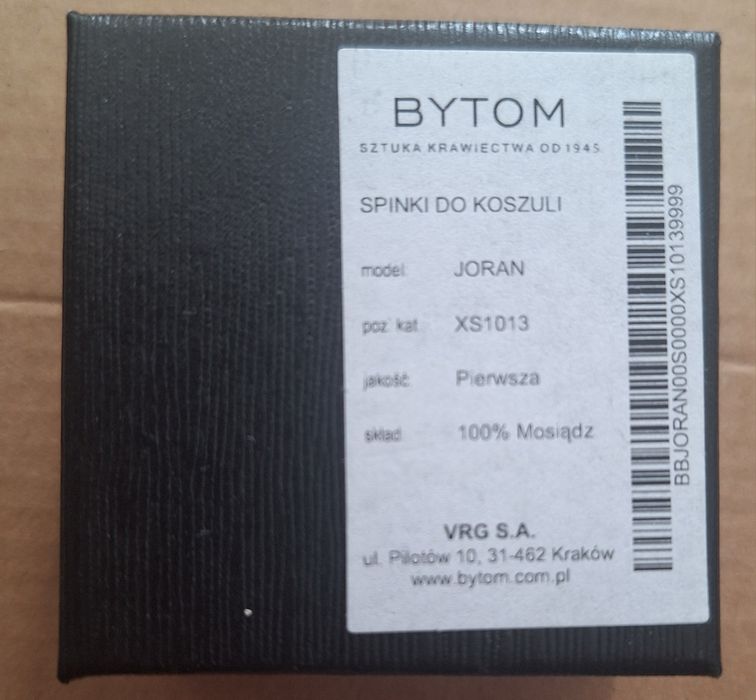 BYTOM
SZTUKA KRAWIECTWA OD 1945
SPINKI DO KOSZULI
model: JORAN
poz. kat. XS1013
jakość: Pierwsza
skład: 100% Mosiądz
VRG S.A.
ul. Pilotów 10, 31-462 Kraków
www.bytom.com.pl
BBJORAN00S0000XS10139999